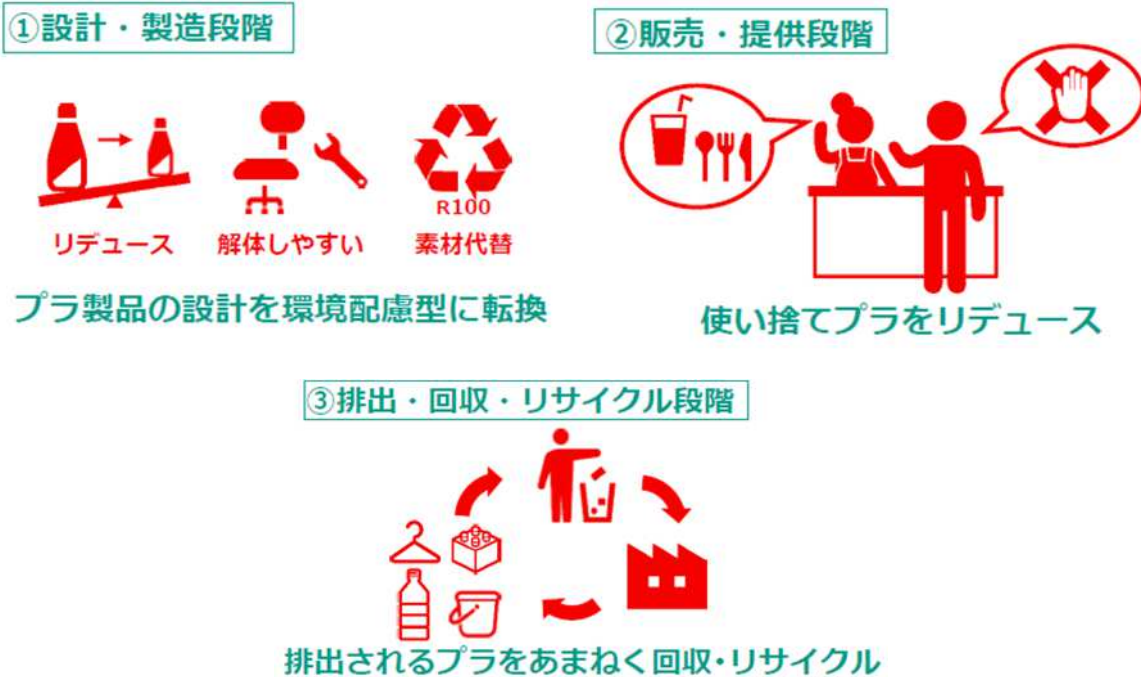 ①設計・製造段階
②販売・提供段階
R100
リデュース
解体しやすい
素材代替
プラ製品の設計を環境配慮型に転換
使い捨てプラをリデュース
③排出・回収・リサイクル段階
排出されるプラをあまねく回収・リサイクル